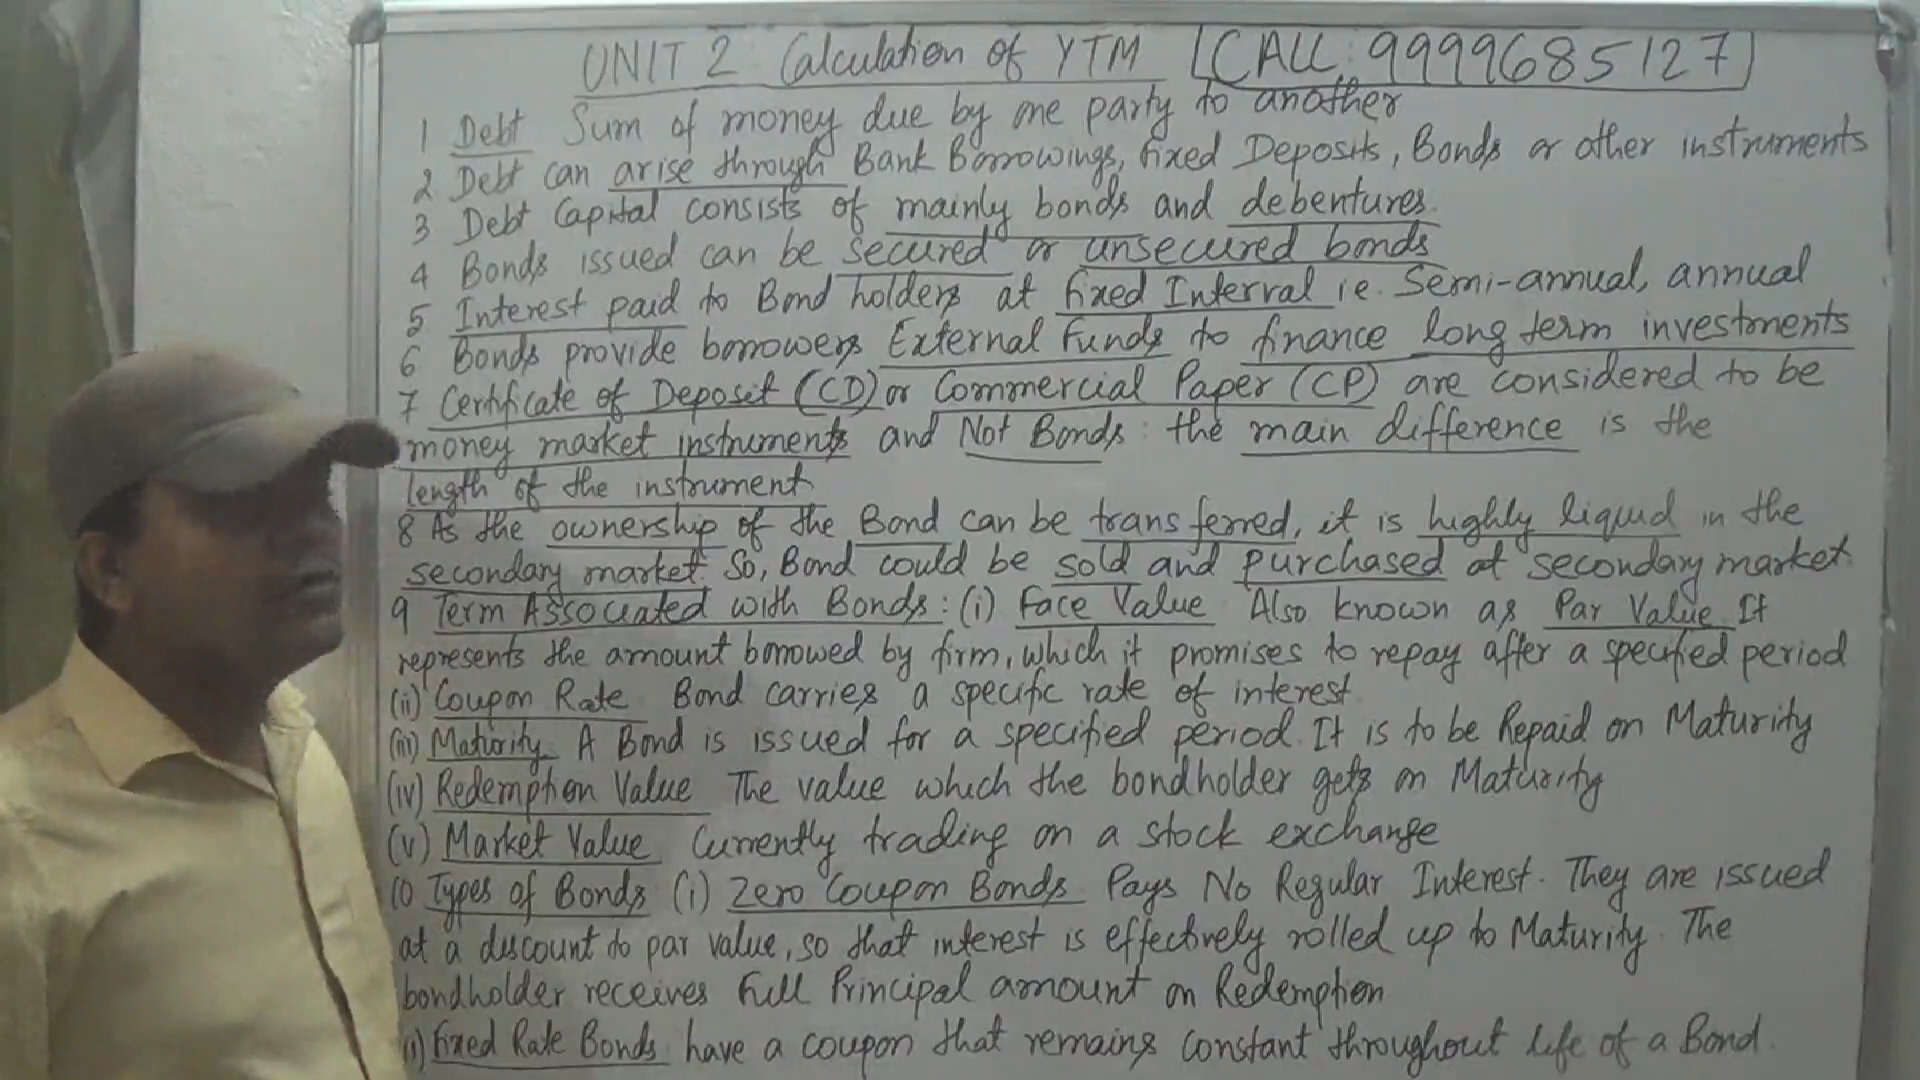 UNIT 2 Calculation of YTM CALL: 9999685127
1 Debt Sum of money due by one party to another
2 Debt can arise through Bank Borrowings, fixed Deposits, Bonds or other instruments
3 Debt Capital consists of mainly bonds and debentures.
4 Bonds issued can be secured or unsecured bonds
5 Interest paid to Bond holders at fixed Interval ie. Semi-annual, annual
6 Bonds provide borrowers External Funds to finance long term investments
7 Certificate of Deposit (CD) or Commercial Paper (CP) are considered to be
money market instruments and Not Bonds: the main difference is the
length of the instrument
8 As the ownership of the Bond can be transferred, it is highly liquid in the
secondary market. So, Bond could be sold and purchased at secondary market.
9 Term Associated with Bonds: (i) Face Value Also known as Par Value It
represents the amount borrowed by firm, which it promises to repay after a specified period
(ii) Coupon Rate Bond carries a specific rate of interest
(iii) Maturity A Bond is issued for a specified period. It is to be Repaid on Maturity
(iv) Redemption Value The value which the bondholder gets on Maturity
(v) Market Value Currently trading on a stock exchange
10 Types of Bonds (i) Zero Coupon Bonds Pays No Regular Interest. They are issued
at a discount to par value, so that interest is effectively rolled up to Maturity. The
bondholder receives Full Principal amount on Redemption
fixed Rate Bonds have a coupon that remains constant throughout life of a Bond.